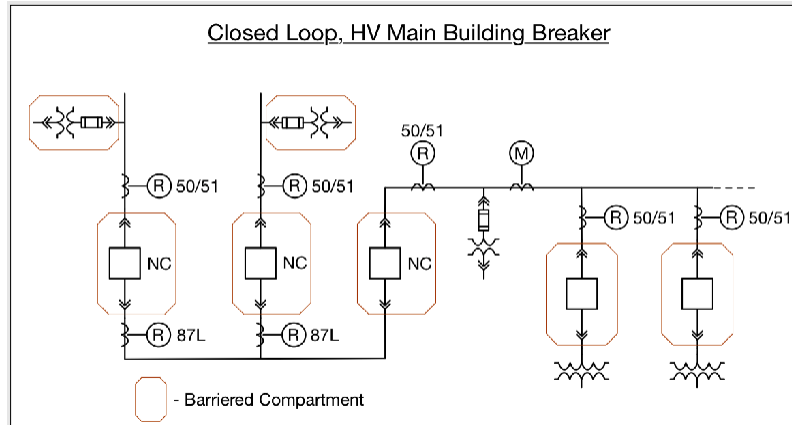 Closed Loop, HV Main Building Breaker
50/51
R
M
R 50/51
R 50/51
R 50/51
R 50/51
NC
NC
NC
R 87L
R 87L
- Barriered Compartment